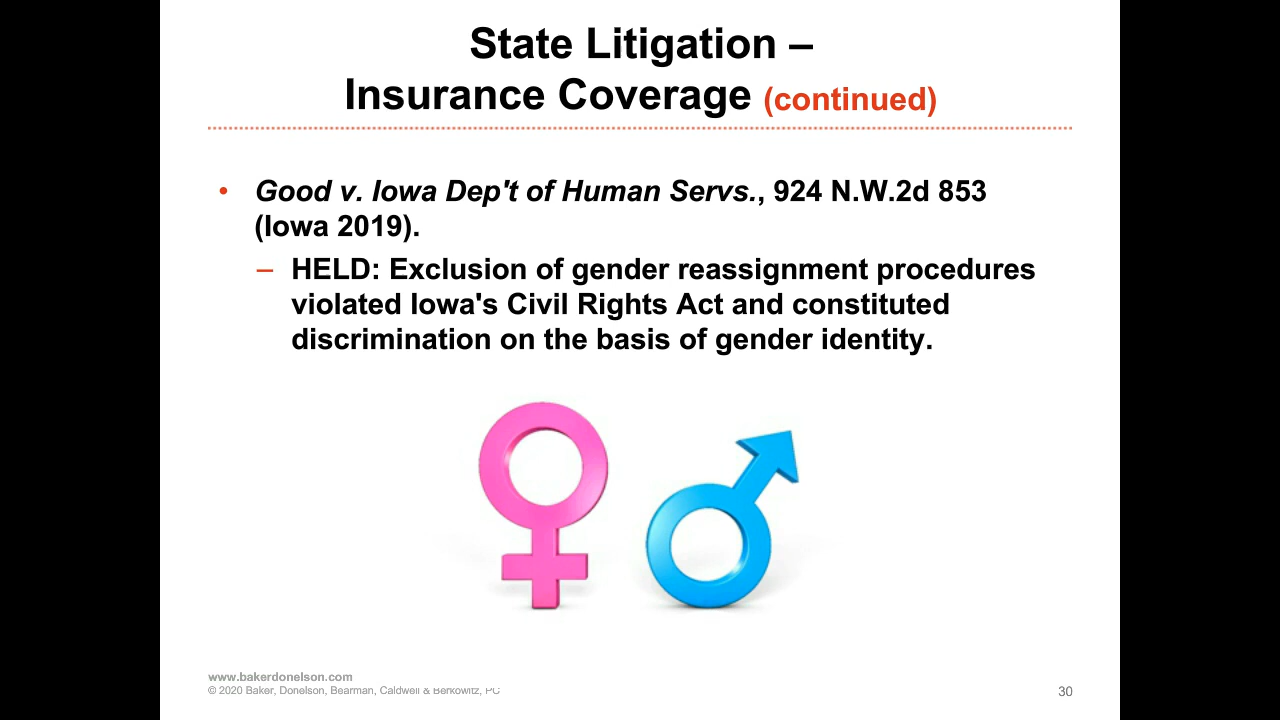 State Litigation –
Insurance Coverage (continued)
• Good v. Iowa Dep't of Human Servs., 924 N.W.2d 853
(Iowa 2019).
– HELD: Exclusion of gender reassignment procedures
violated Iowa's Civil Rights Act and constituted
discrimination on the basis of gender identity.
www.bakerdonelson.com
© 2020 Baker, Donelson, Bearman, Caldwell & Berkowitz, PC
30